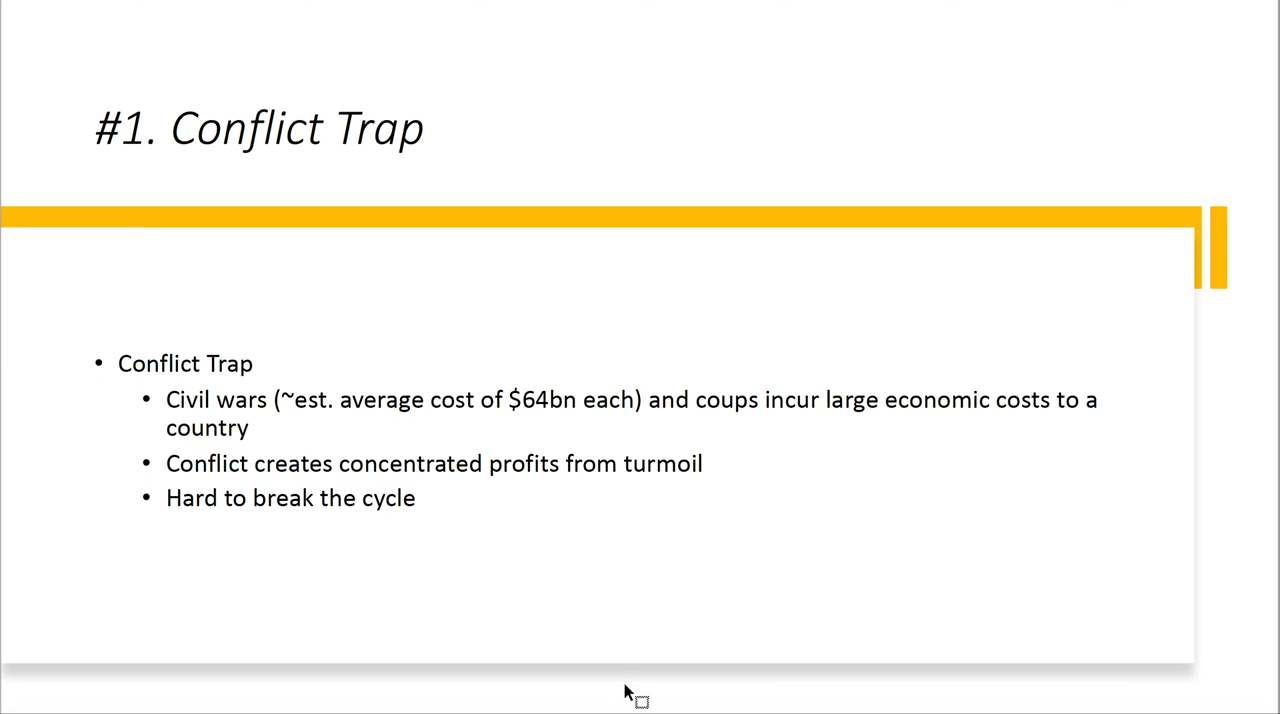 #1. Conflict Trap
• Conflict Trap
• Civil wars (~est. average cost of $64bn each) and coups incur large economic costs to a
country
• Conflict creates concentrated profits from turmoil
• Hard to break the cycle